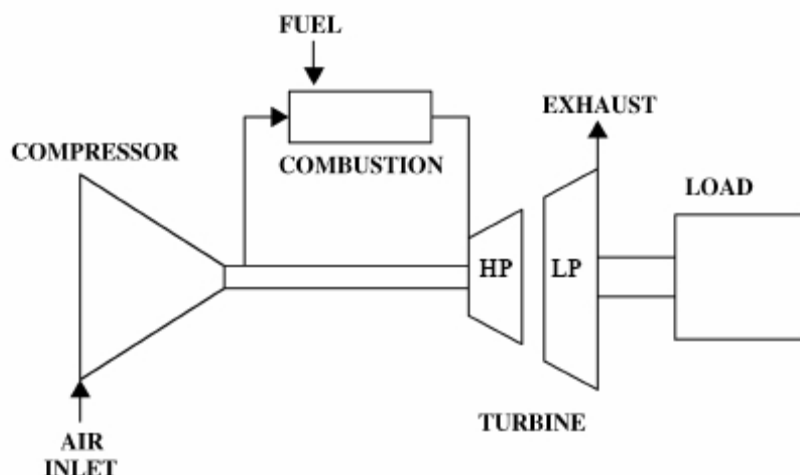 FUEL
EXHAUST
COMPRESSOR
COMBUSTION
LOAD
HP
LP
TURBINE
AIR
INLET